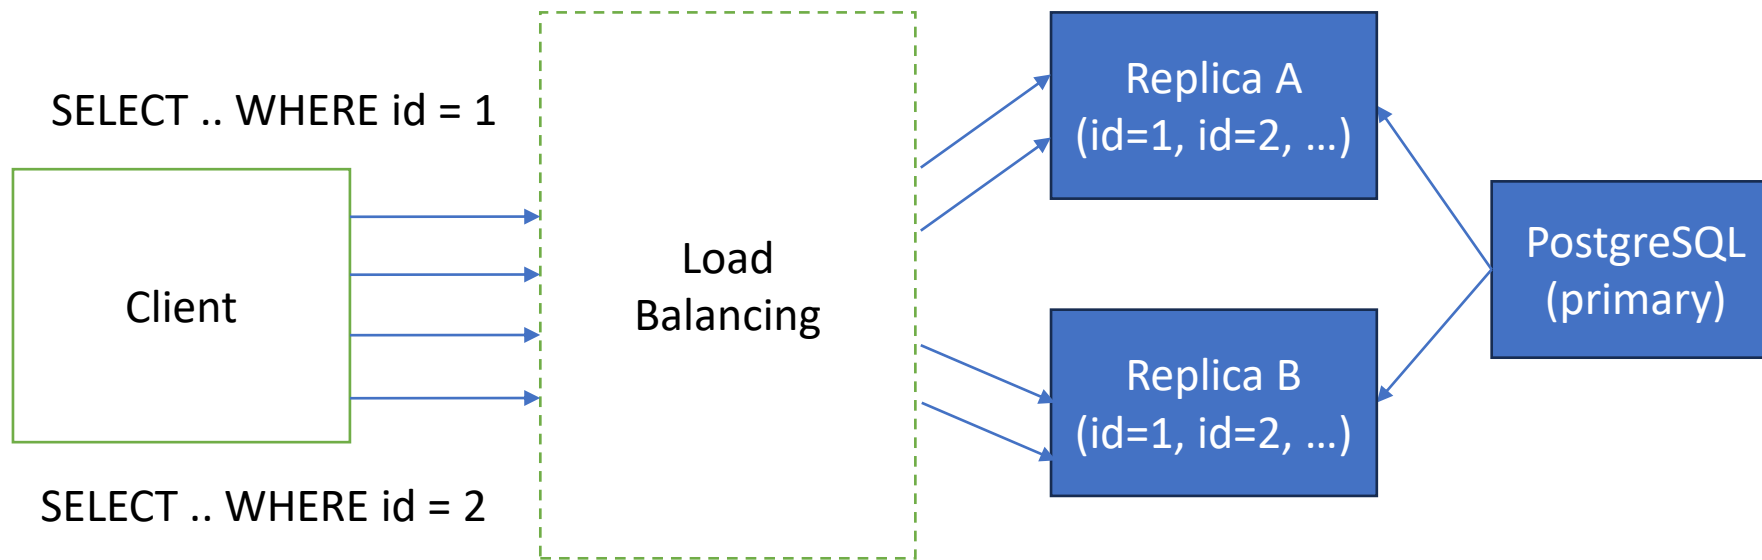 SELECT .. WHERE id = 1
Client
SELECT .. WHERE id = 2
Load
Balancing
Replica A
(id=1, id=2, …)
Replica B
(id=1, id=2, …)
PostgreSQL
(primary)